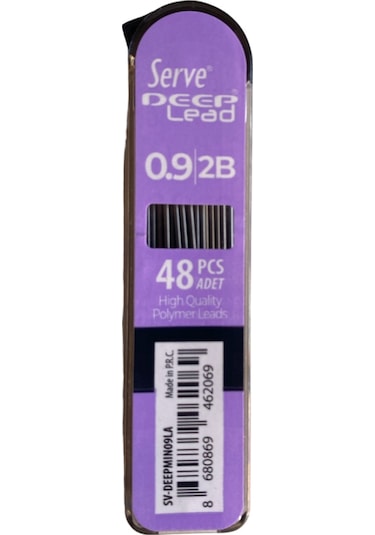 Serve®
DEEP®
Lead
0.9|2B
48 PCS
ADET
High Quality
Polymer Leads
Made in P.R.C.
SV-DEEPMIN09LA
8 680869 462069